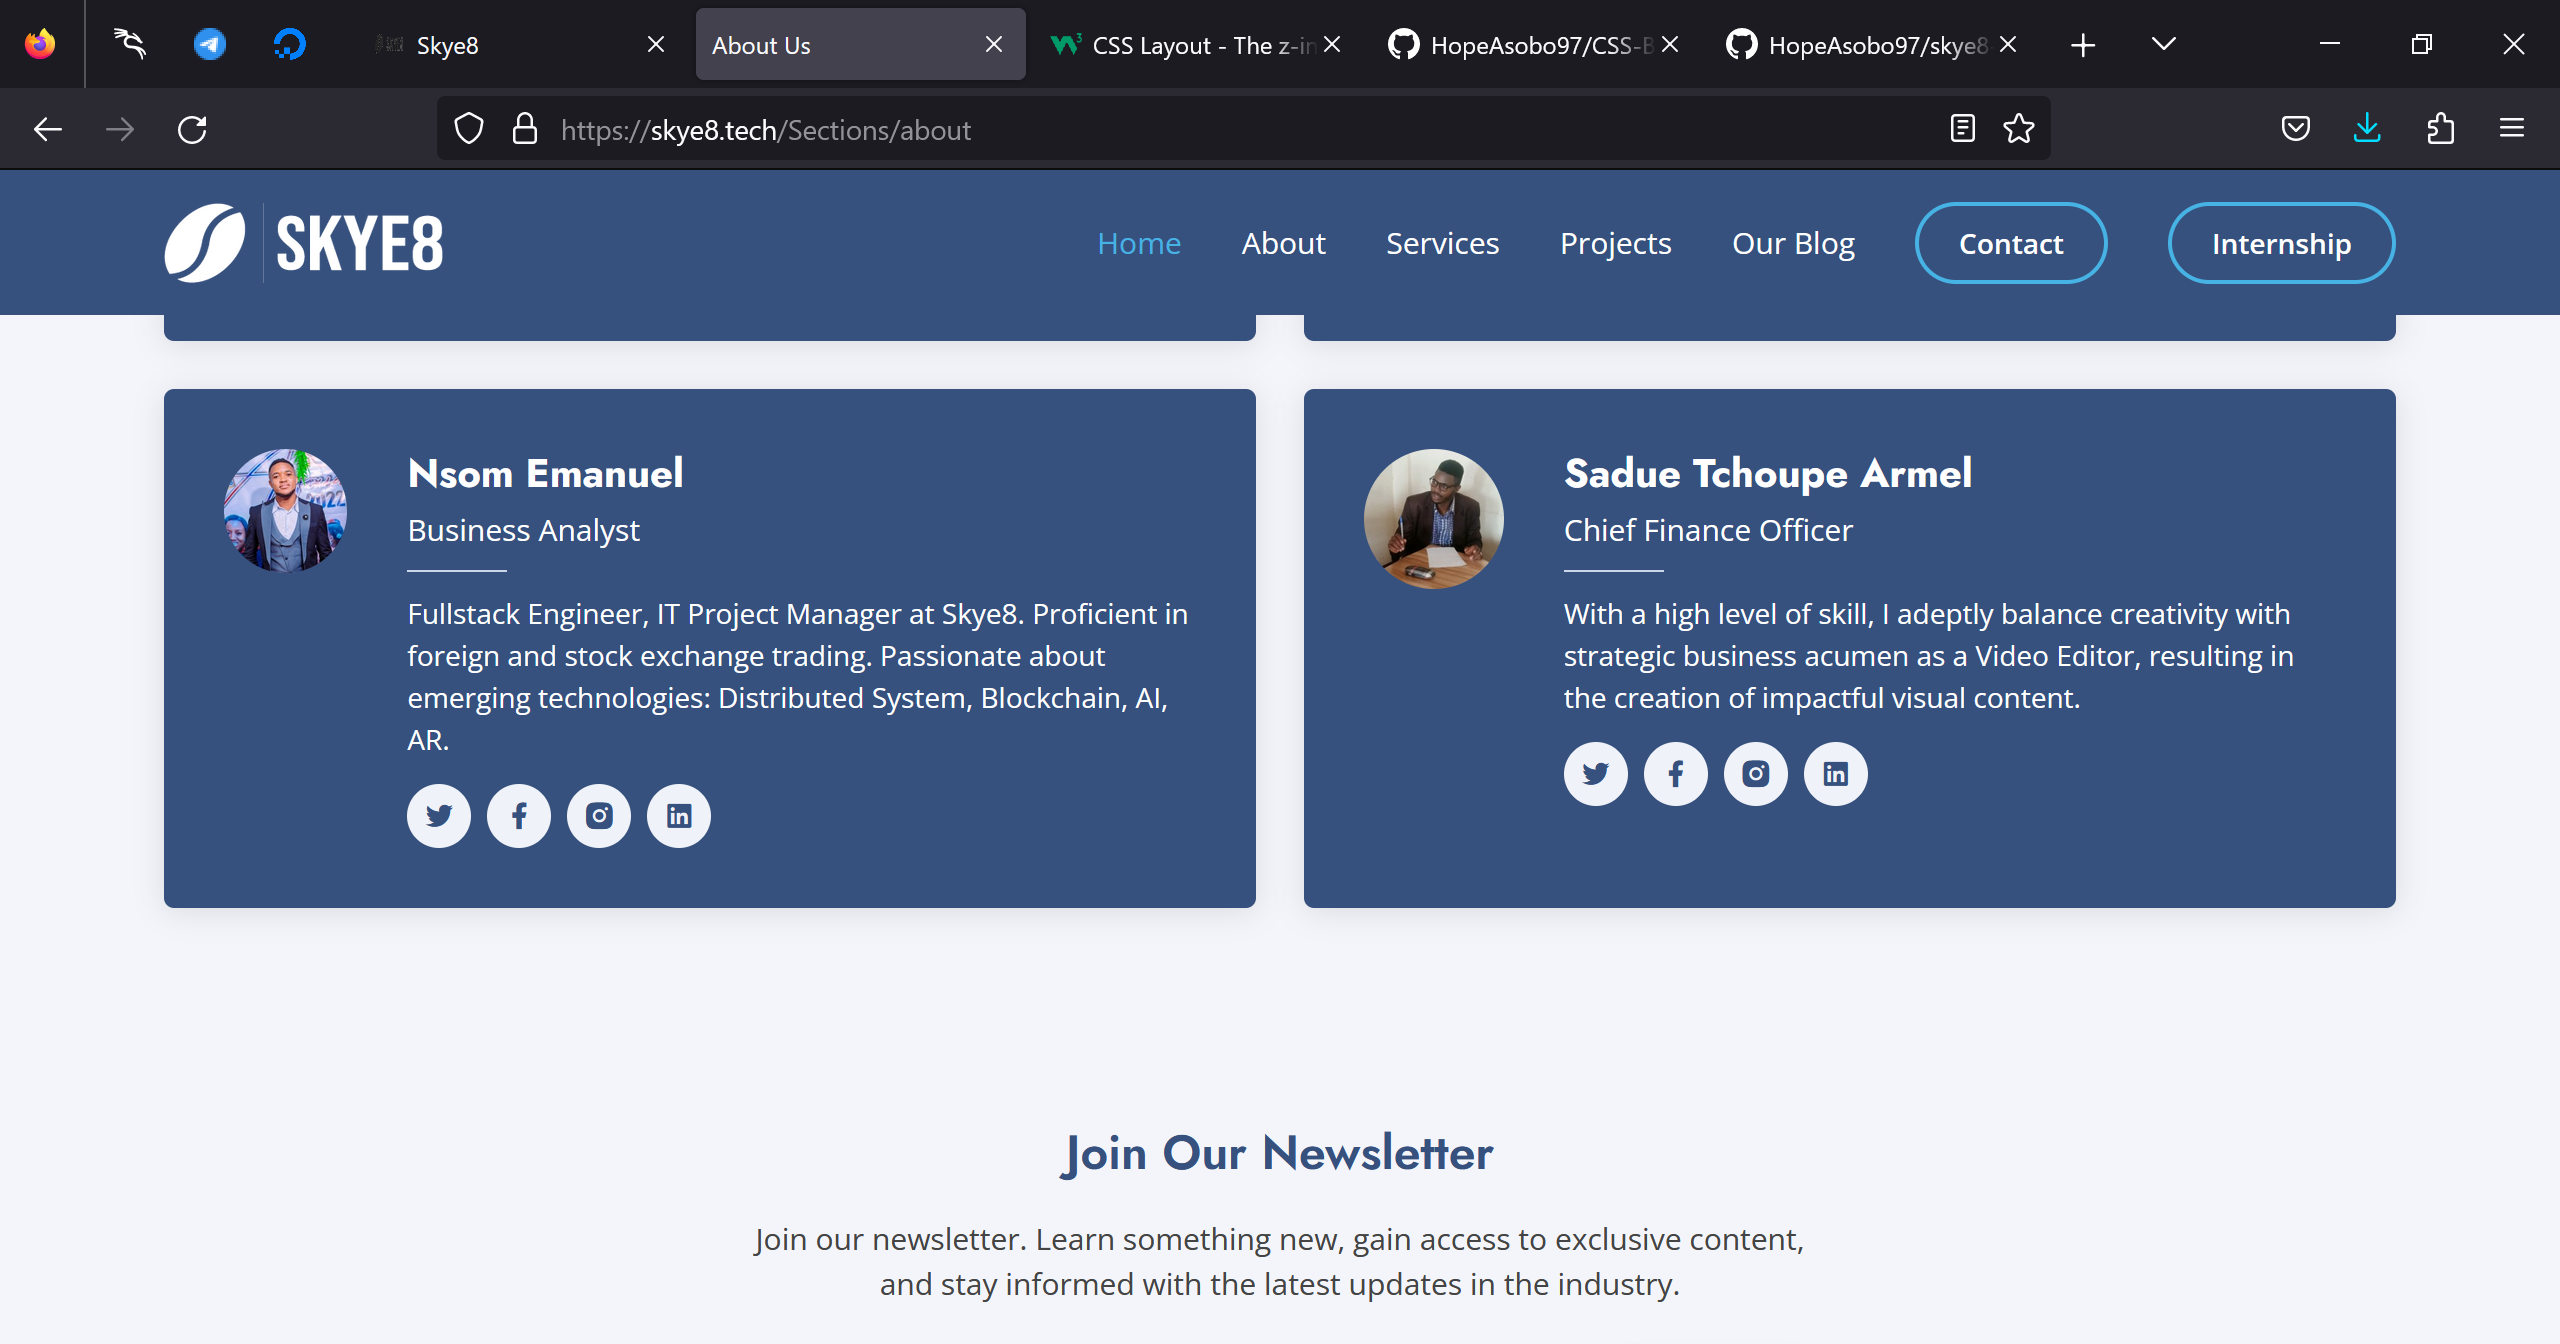 Skye8
About Us
CSS Layout - The z-in
HopeAsobo97/CSS-B
HopeAsobo97/skye8
https://skye8.tech/Sections/about
SKYE8
Home About Services Projects Our Blog Contact Internship
Nsom Emanuel
Business Analyst
Fullstack Engineer, IT Project Manager at Skye8. Proficient in
foreign and stock exchange trading. Passionate about
emerging technologies: Distributed System, Blockchain, AI,
AR.
Sadue Tchoupe Armel
Chief Finance Officer
With a high level of skill, I adeptly balance creativity with
strategic business acumen as a Video Editor, resulting in
the creation of impactful visual content.
Join Our Newsletter
Join our newsletter. Learn something new, gain access to exclusive content,
and stay informed with the latest updates in the industry.